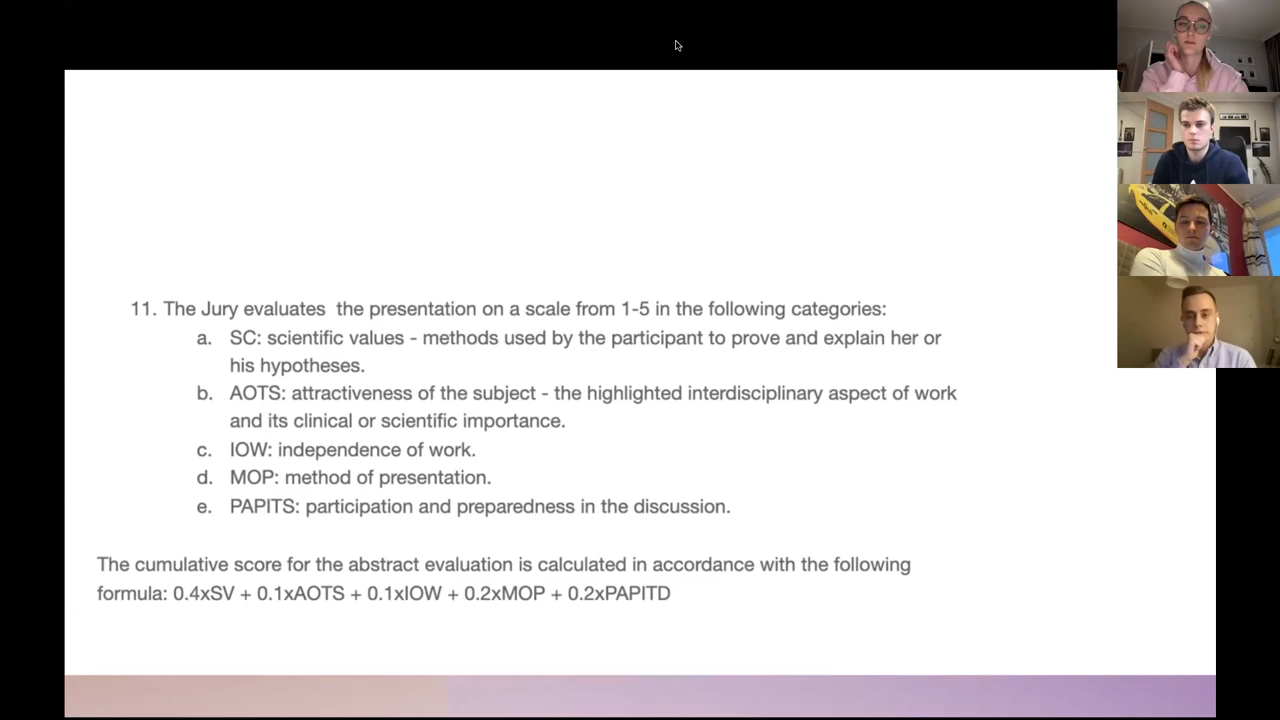 11. The Jury evaluates the presentation on a scale from 1-5 in the following categories:
a. SC: scientific values - methods used by the participant to prove and explain her or
his hypotheses.
b. AOTS: attractiveness of the subject - the highlighted interdisciplinary aspect of work
and its clinical or scientific importance.
c. IOW: independence of work.
d. MOP: method of presentation.
e. PAPITS: participation and preparedness in the discussion.
The cumulative score for the abstract evaluation is calculated in accordance with the following
formula: 0.4xSV + 0.1xAOTS + 0.1xIOW + 0.2xMOP + 0.2xPAPITD